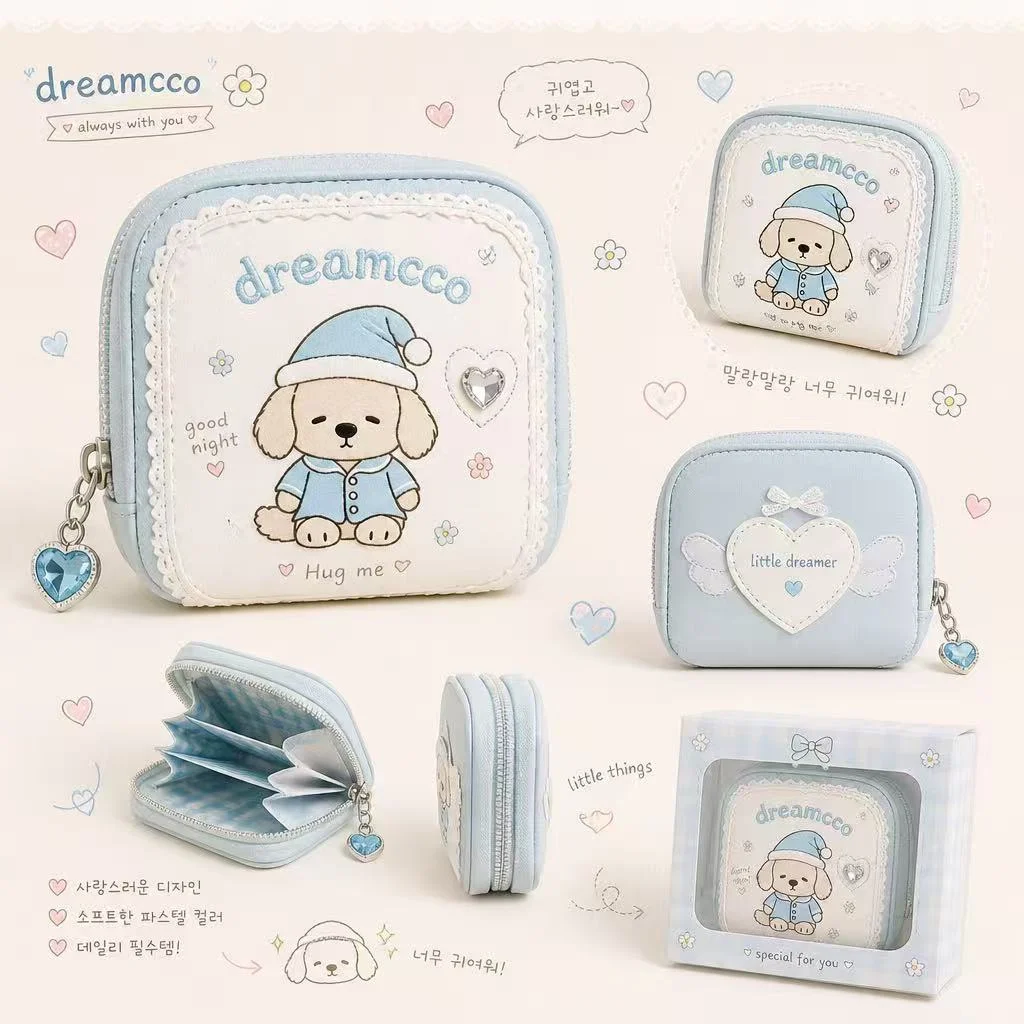 dreamcco
♡ always with you ♡
귀엽고
사랑스러워~♡
dreamcco
good
night
♡ Hug me ♡
dreamcco
말랑말랑 너무 귀여워!
little dreamer
little things
dreamcco
♡ special for you ♡
사랑스러운 디자인
소프트한 파스텔 컬러
데일리 필수템!
너무 귀여워!